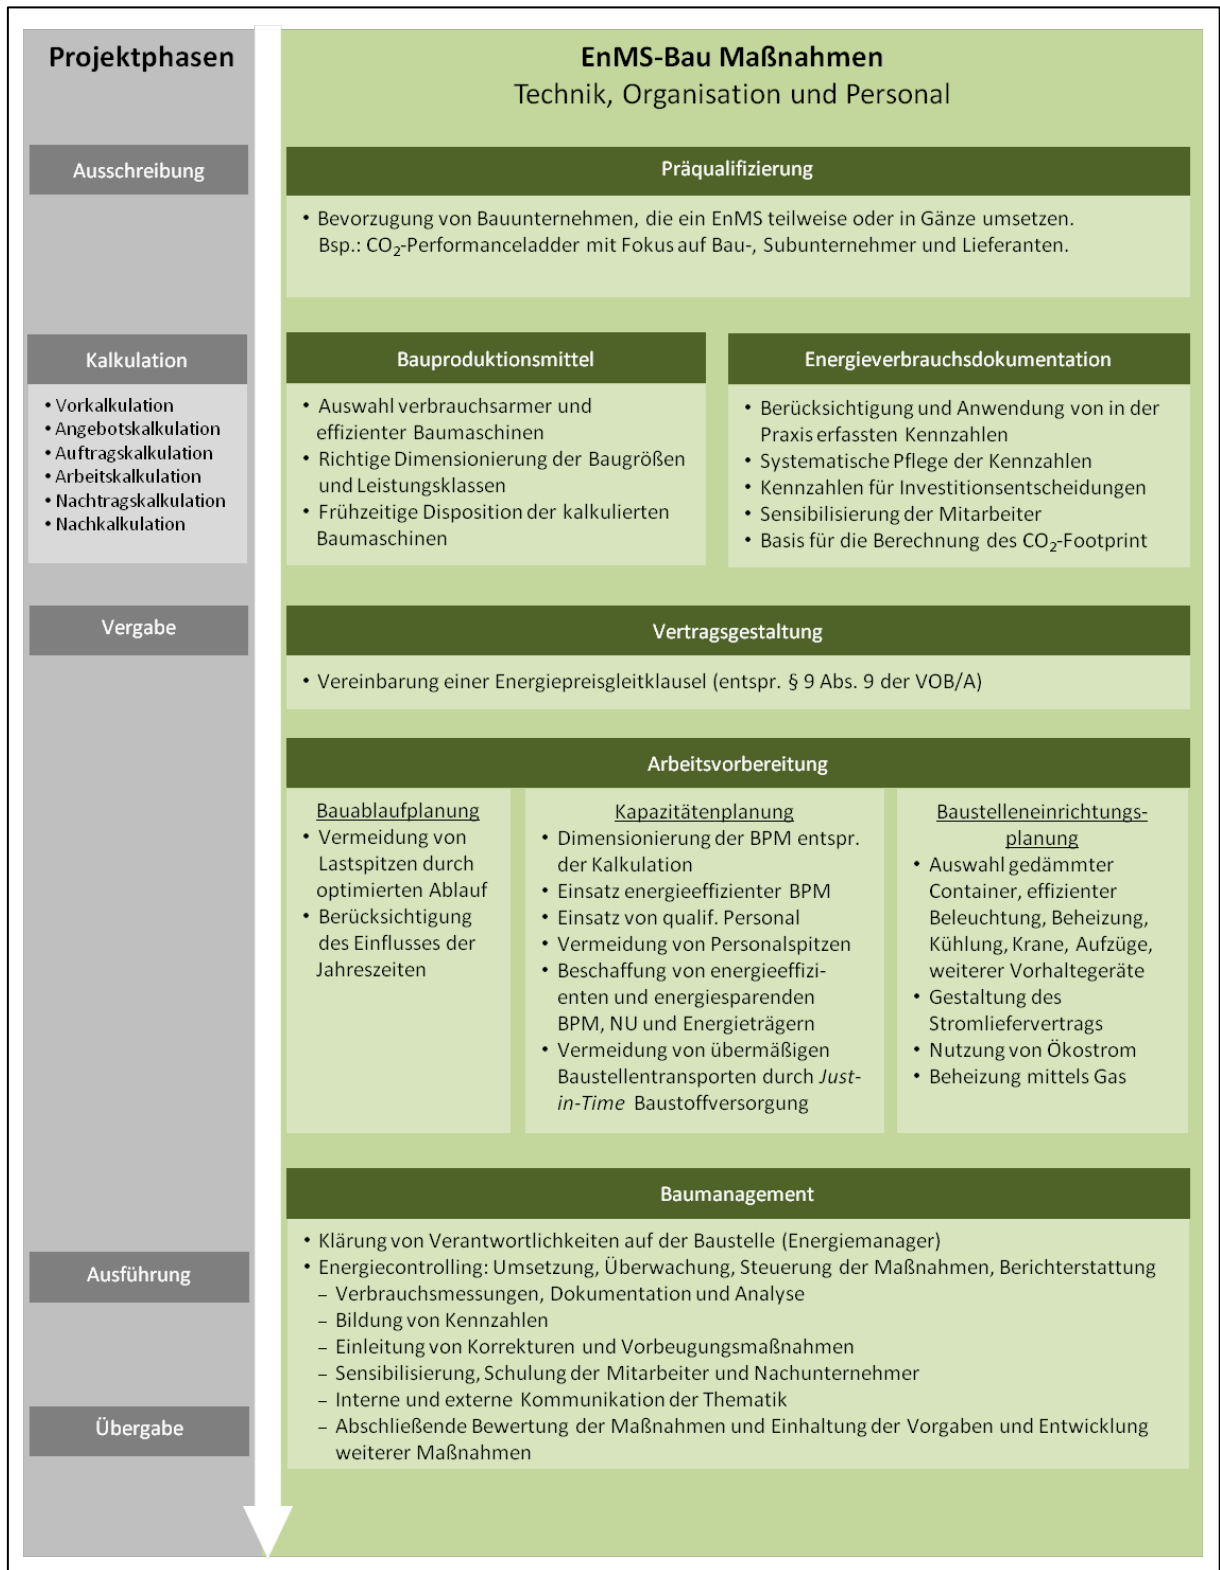 Projektphasen
EnMS-Bau Maßnahmen
Technik, Organisation und Personal
Ausschreibung
Präqualifizierung
• Bevorzugung von Bauunternehmen, die ein EnMS teilweise oder in Gänze umsetzen.
Bsp.: CO₂-Performanceladder mit Fokus auf Bau-, Subunternehmer und Lieferanten.
Kalkulation
• Vorkalkulation
• Angebotskalkulation
• Auftragskalkulation
• Arbeitskalkulation
• Nachtragskalkulation
• Nachkalkulation
Bauproduktionsmittel
• Auswahl verbrauchsarmer und
effizienter Baumaschinen
• Richtige Dimensionierung der Baugrößen
und Leistungsklassen
• Frühzeitige Disposition der kalkulierten
Baumaschinen
Energieverbrauchsdokumentation
• Berücksichtigung und Anwendung von in der
Praxis erfassten Kennzahlen
• Systematische Pflege der Kennzahlen
• Kennzahlen für Investitionsentscheidungen
• Sensibilisierung der Mitarbeiter
• Basis für die Berechnung des CO₂-Footprint
Vergabe
Vertragsgestaltung
• Vereinbarung einer Energiepreisgleitklausel (entspr. § 9 Abs. 9 der VOB/A)
Arbeitsvorbereitung
Bauablaufplanung
• Vermeidung von
Lastspitzen durch
optimierten Ablauf
• Berücksichtigung
des Einflusses der
Jahreszeiten
Kapazitätenplanung
• Dimensionierung der BPM entspr.
der Kalkulation
• Einsatz energieeffizienter BPM
• Einsatz von qualif. Personal
• Vermeidung von Personalspitzen
• Beschaffung von energieeffizi-
enten und energiesparenden
BPM, NU und Energieträgern
• Vermeidung von übermäßigen
Baustellentransporten durch Just-
in-Time Baustoffversorgung
Baustelleneinrichtungs-
planung
• Auswahl gedämmter
Container, effizienter
Beleuchtung, Beheizung,
Kühlung, Krane, Aufzüge,
weiterer Vorhaltegeräte
• Gestaltung des
Stromliefervertrags
• Nutzung von Ökostrom
• Beheizung mittels Gas
Baumanagement
• Klärung von Verantwortlichkeiten auf der Baustelle (Energiemanager)
• Energiecontrolling: Umsetzung, Überwachung, Steuerung der Maßnahmen, Berichterstattung
– Verbrauchsmessungen, Dokumentation und Analyse
– Bildung von Kennzahlen
– Einleitung von Korrekturen und Vorbeugungsmaßnahmen
– Sensibilisierung, Schulung der Mitarbeiter und Nachunternehmer
– Interne und externe Kommunikation der Thematik
– Abschließende Bewertung der Maßnahmen und Einhaltung der Vorgaben und Entwicklung
weiterer Maßnahmen
Ausführung
Übergabe